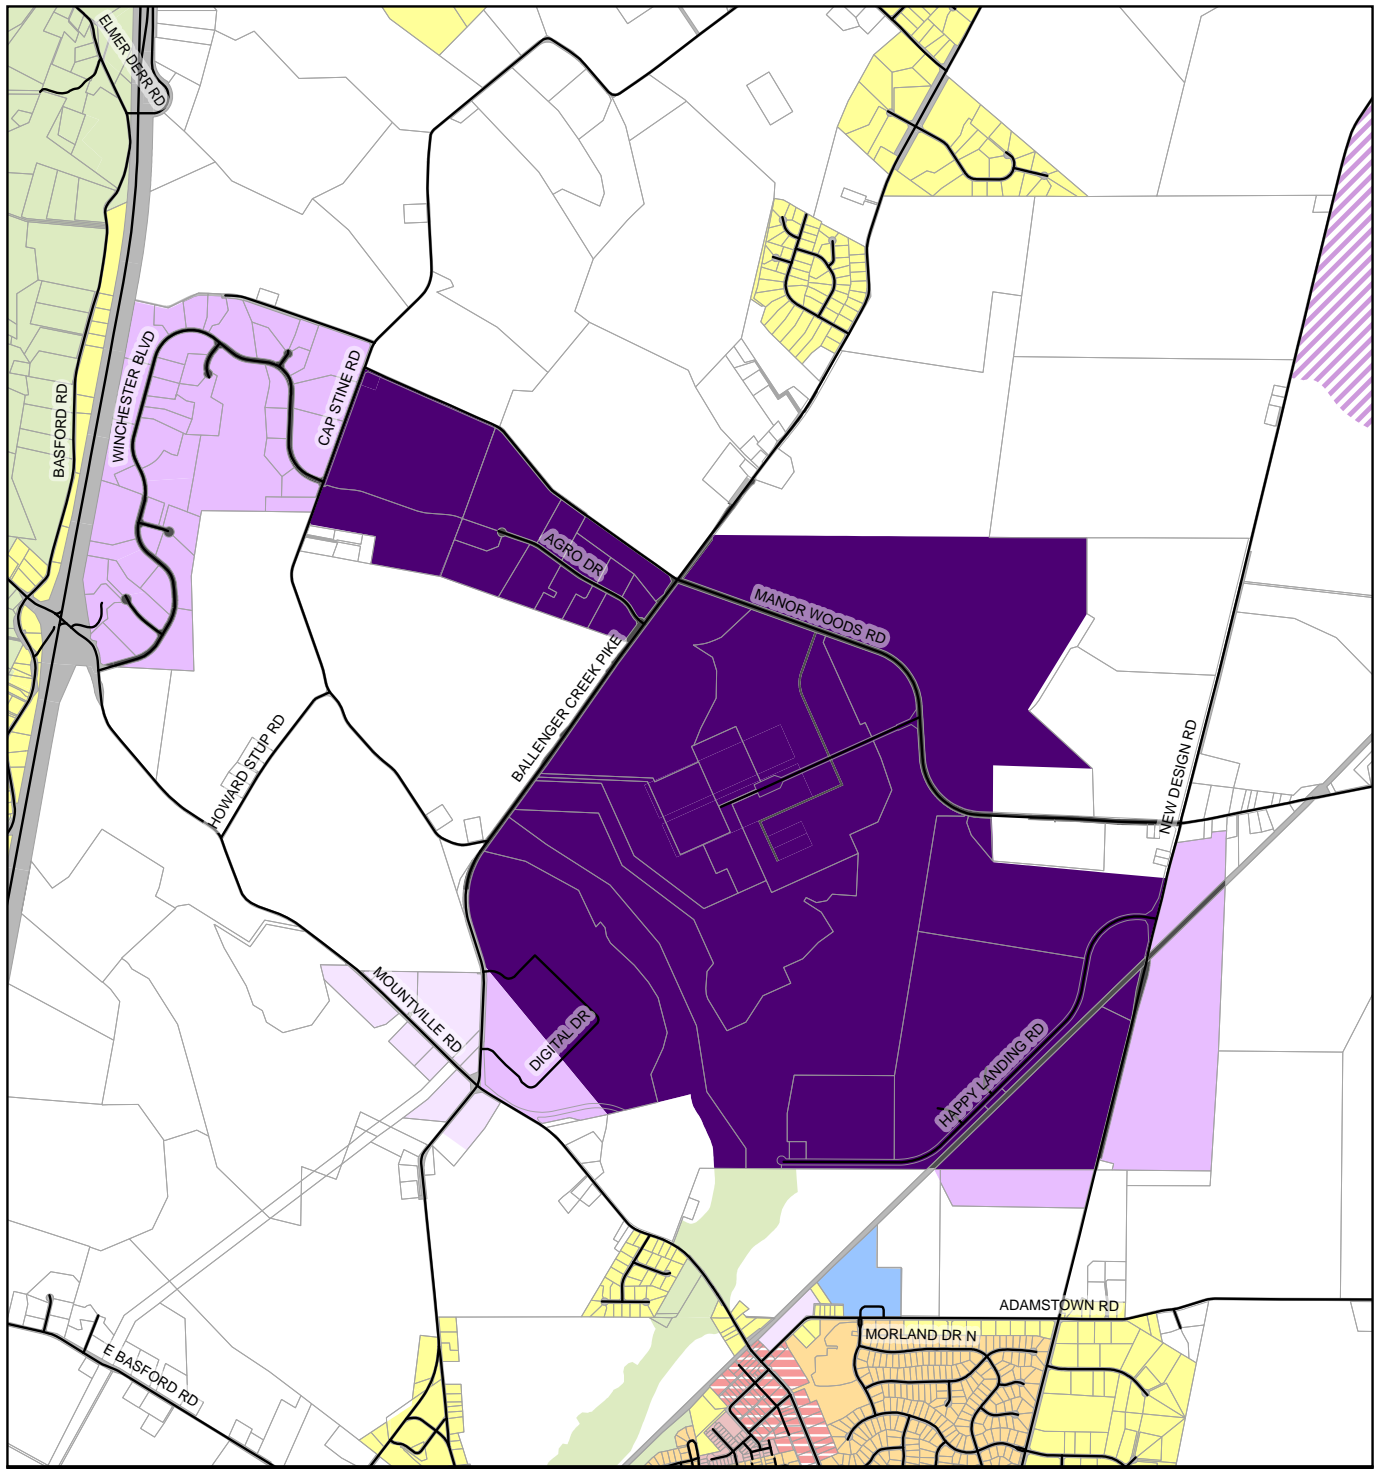 ELMER DERR RD
WINCHESTER BLVD
CAP STINE RD
BASFORD RD
AGRO DR
MANOR WOODS RD
BALLENGER CREEK PIKE
HOWARD STUP RD
NEW DESIGN RD
MOUNTVILLE RD
DIGITAL DR
HAPPY LANDING RD
ADAMSTOWN RD
MORLAND DR N
E BASFORD RD